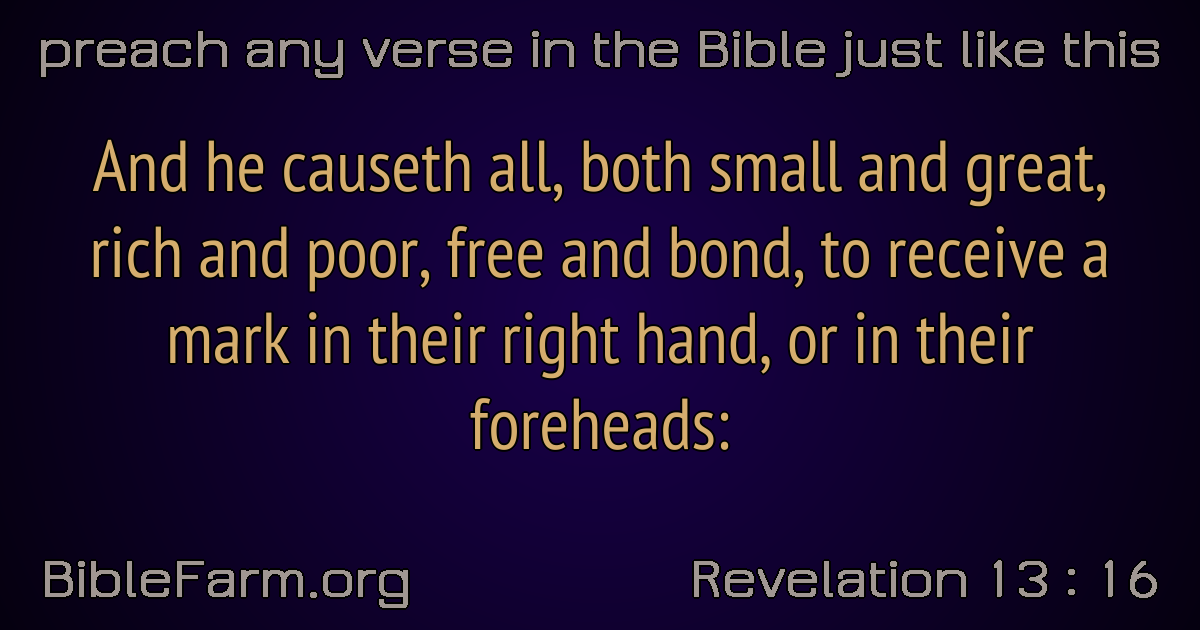 preach any verse in the Bible just like this
And he causeth all, both small and great,
rich and poor, free and bond, to receive a
mark in their right hand, or in their
foreheads:
BibleFarm.org
Revelation 13 : 16